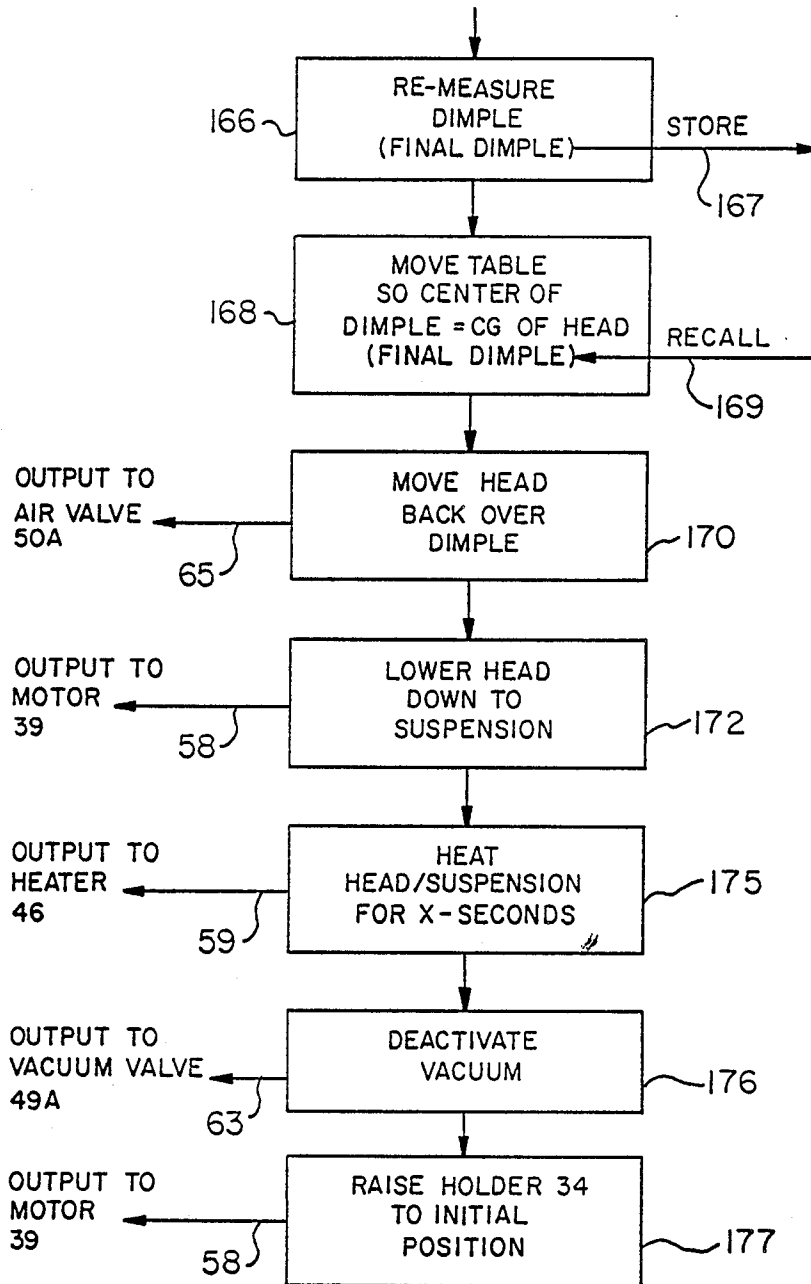 RE-MEASURE
DIMPLE
(FINAL DIMPLE)
166
STORE
167
MOVE TABLE
SO CENTER OF
DIMPLE = CG OF HEAD
(FINAL DIMPLE)
168
RECALL
169
OUTPUT TO
AIR VALVE
50A
65
MOVE HEAD
BACK OVER
DIMPLE
170
OUTPUT TO
MOTOR
39
58
LOWER HEAD
DOWN TO
SUSPENSION
172
OUTPUT TO
HEATER
46
59
HEAT
HEAD/SUSPENSION
FOR X-SECONDS
175
OUTPUT TO
VACUUM VALVE
49A
63
DEACTIVATE
VACUUM
176
OUTPUT TO
MOTOR
39
58
RAISE HOLDER 34
TO INITIAL
POSITION
177